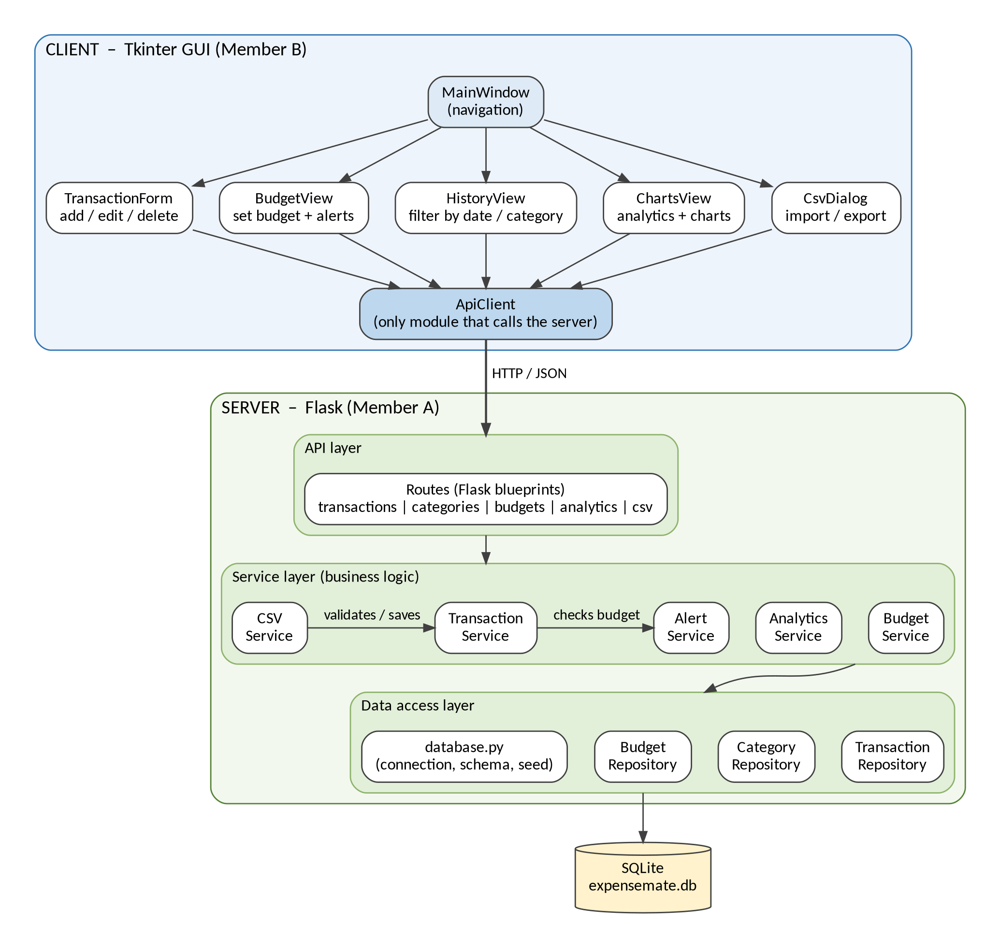 CLIENT – Tkinter GUI (Member B)
MainWindow
(navigation)
TransactionForm
add / edit / delete
BudgetView
set budget + alerts
HistoryView
filter by date / category
ChartsView
analytics + charts
CsvDialog
import / export
ApiClient
(only module that calls the server)
HTTP / JSON
SERVER – Flask (Member A)
API layer
Routes (Flask blueprints)
transactions | categories | budgets | analytics | csv
Service layer (business logic)
CSV
Service
validates / saves
Transaction
Service
checks budget
Alert
Service
Analytics
Service
Budget
Service
Data access layer
database.py
(connection, schema, seed)
Budget
Repository
Category
Repository
Transaction
Repository
SQLite
expensemate.db